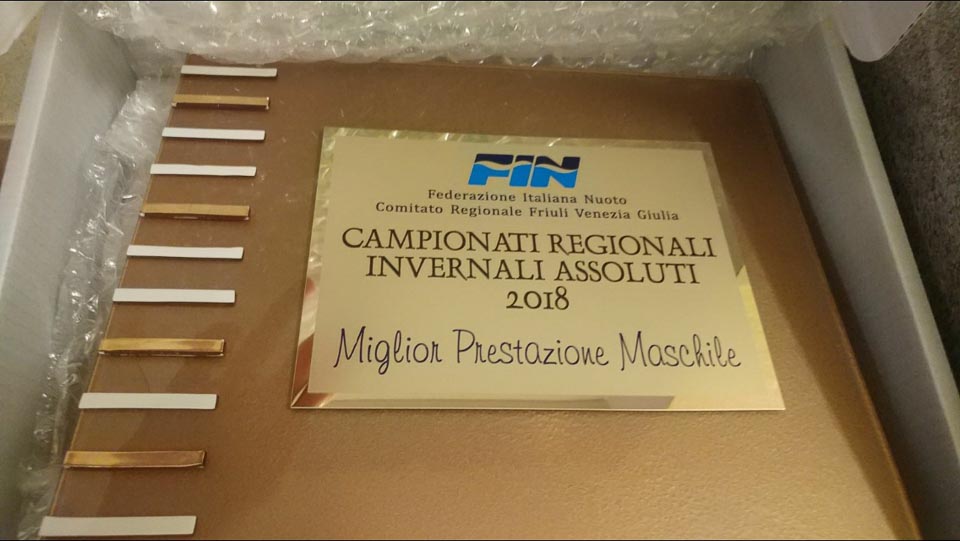 FIN
Federazione Italiana Nuoto
Comitato Regionale Friuli Venezia Giulia
CAMPIONATI REGIONALI
INVERNALI ASSOLUTI
2018
Miglior Prestazione Maschile